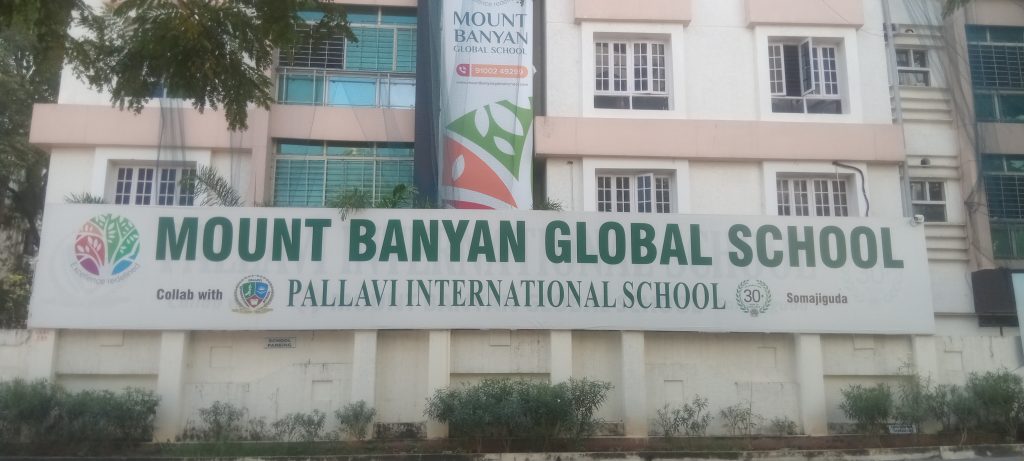 MOUNT
BANYAN
GLOBAL SCHOOL
MOUNT BANYAN GLOBAL SCHOOL
Collab with PALLAVI INTERNATIONAL SCHOOL 30 Somajiguda
SCHOOL
PARKING